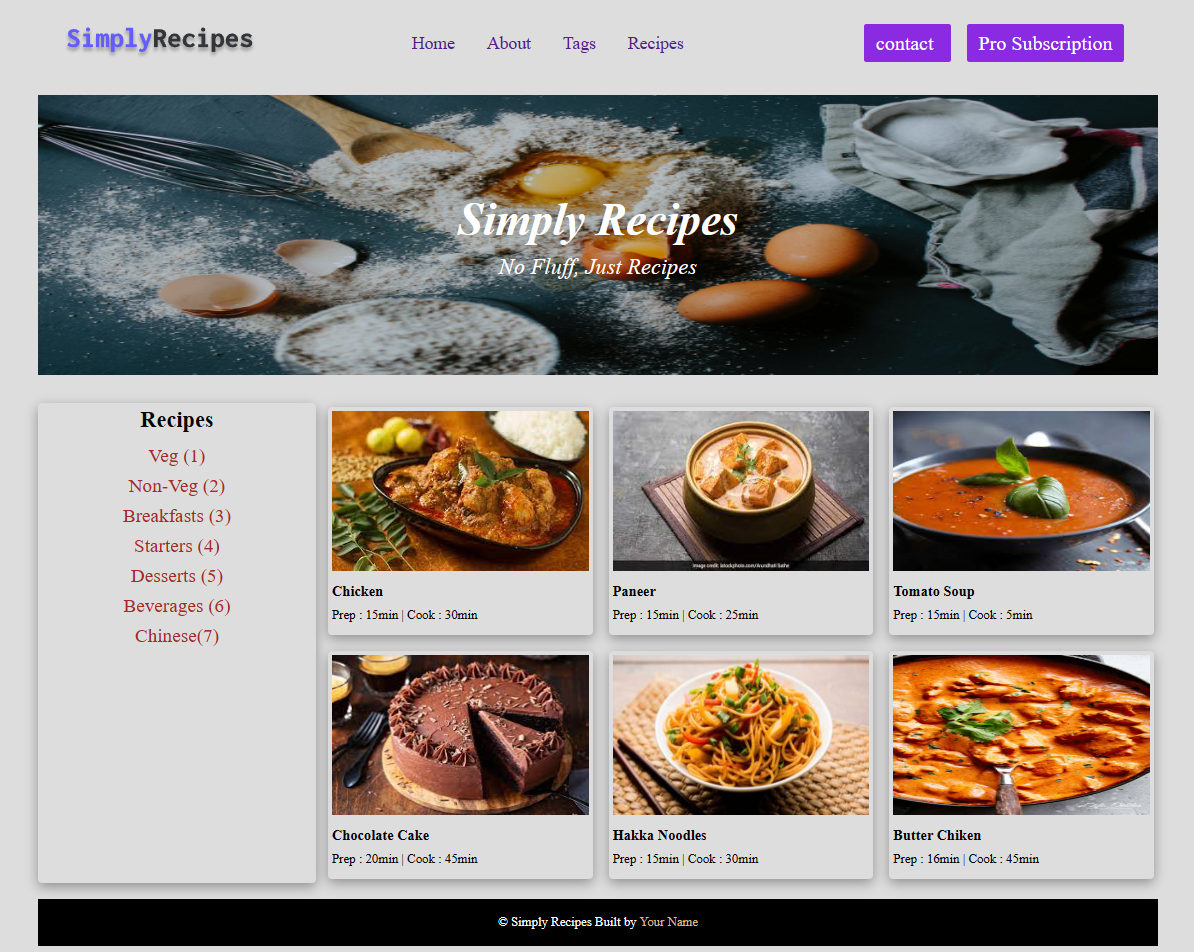 SimplyRecipes
Home About Tags Recipes
contact Pro Subscription
Simply Recipes
No Fluff, Just Recipes
Recipes
Veg (1)
Non-Veg (2)
Breakfasts (3)
Starters (4)
Desserts (5)
Beverages (6)
Chinese(7)
Chicken
Prep : 15min | Cook : 30min
Paneer
Prep : 15min | Cook : 25min
Tomato Soup
Prep : 15min | Cook : 5min
Chocolate Cake
Prep : 20min | Cook : 45min
Hakka Noodles
Prep : 15min | Cook : 30min
Butter Chiken
Prep : 16min | Cook : 45min
© Simply Recipes Built by Your Name